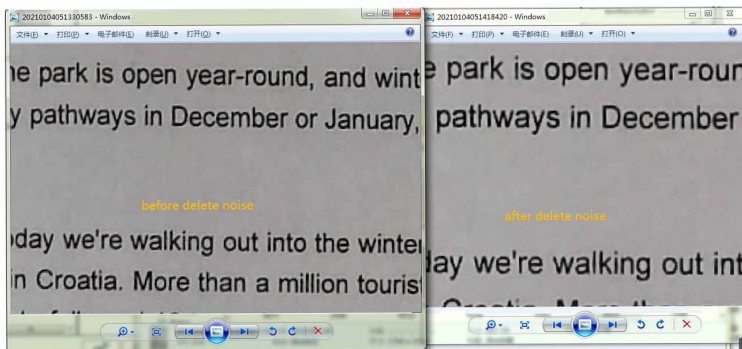 20210104051330583 - Windows
文件(F) 打印(P) 电子邮件(E) 刻录(U) 打开(O)
ne park is open year-round, and wint
y pathways in December or January,
before delete noise
oday we're walking out into the winter
in Croatia. More than a million touris
20210104051418420 - Windows
文件(F) 打印(P) 电子邮件(E) 刻录(U) 打开(O)
e park is open year-roun
pathways in December
after delete noise
day we're walking out int